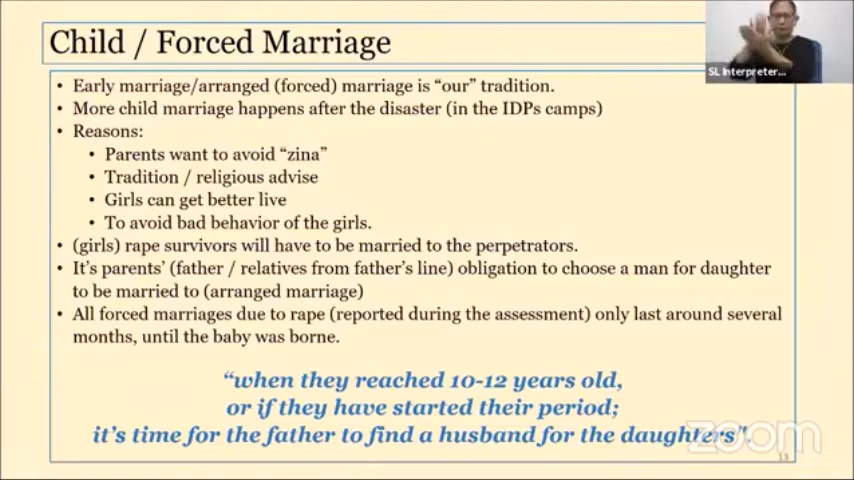 Child / Forced Marriage
SL Interpreter...
• Early marriage/arranged (forced) marriage is “our” tradition.
• More child marriage happens after the disaster (in the IDPs camps)
• Reasons:
• Parents want to avoid “zina”
• Tradition / religious advise
• Girls can get better live
• To avoid bad behavior of the girls.
• (girls) rape survivors will have to be married to the perpetrators.
• It’s parents’ (father / relatives from father’s line) obligation to choose a man for daughter
to be married to (arranged marriage)
• All forced marriages due to rape (reported during the assessment) only last around several
months, until the baby was borne.
“when they reached 10-12 years old,
or if they have started their period;
it’s time for the father to find a husband for the daughters”.
zoom
13